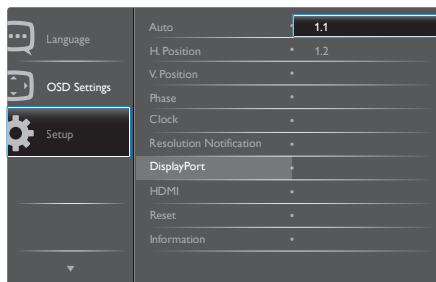 Language
OSD Settings
Setup
Auto
H. Position
V. Position
Phase
Clock
Resolution Notification
DisplayPort
HDMI
Reset
Information
1.1
1.2